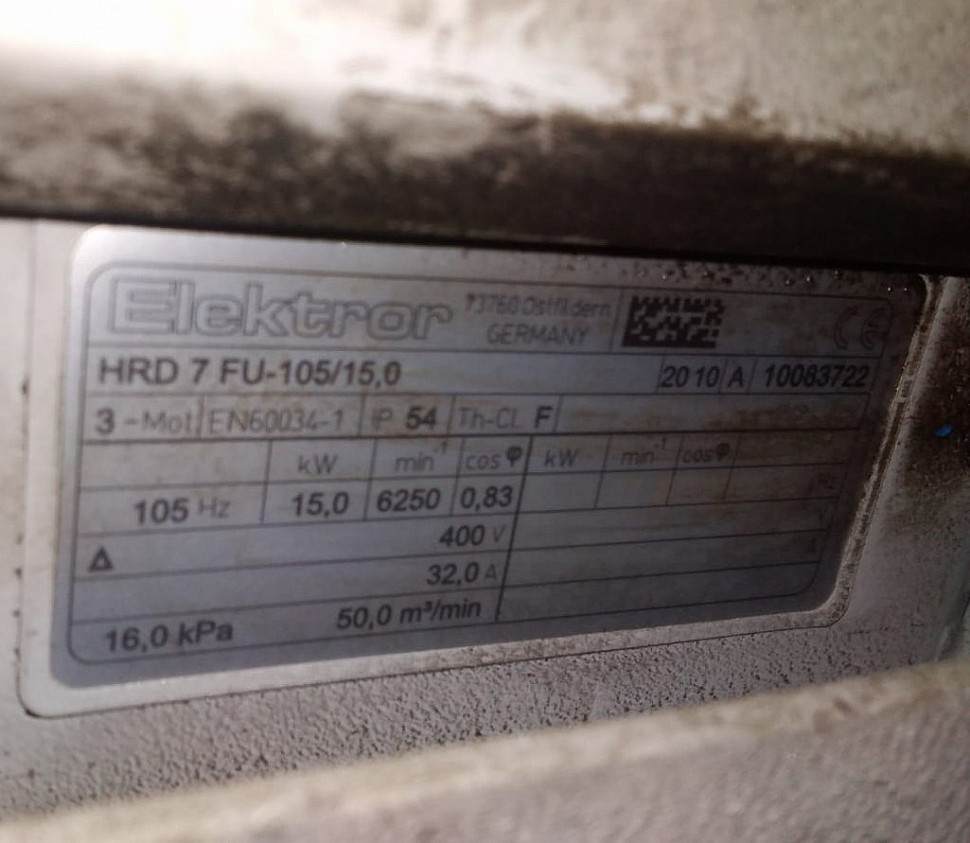 Elektror 73760 Ostfildern
GERMANY CE
HRD 7 FU-105/15,0 2010 A 10083722
3 -Mot EN60034-1 IP 54 Th-CL F
kW min⁻¹ cos φ kW min⁻¹ cos φ
105 Hz 15,0 6250 0,83 Hz
Δ 400 V V
32,0 A A
16,0 kPa 50,0 m³/min